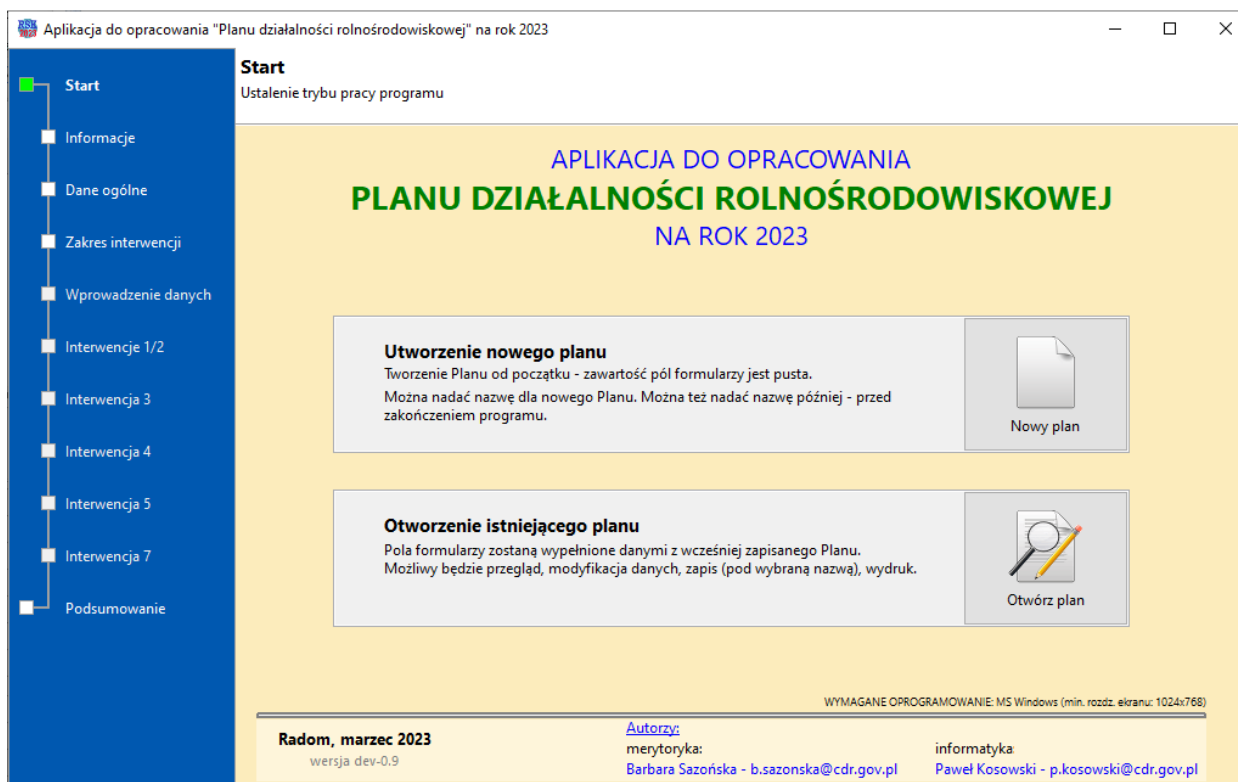 RSK
Aplikacja do opracowania "Planu działalności rolnośrodowiskowej" na rok 2023
Start
Informacje
Dane ogólne
Zakres interwencji
Wprowadzenie danych
Interwencje 1/2
Interwencja 3
Interwencja 4
Interwencja 5
Interwencja 7
Podsumowanie
Start
Ustalenie trybu pracy programu
APLIKACJA DO OPRACOWANIA
PLANU DZIAŁALNOŚCI ROLNOŚRODOWISKOWEJ
NA ROK 2023
Utworzenie nowego planu
Tworzenie Planu od początku - zawartość pól formularzy jest pusta.
Można nadać nazwę dla nowego Planu. Można też nadać nazwę później - przed
zakończeniem programu.
Nowy plan
Otworzenie istniejącego planu
Pola formularzy zostaną wypełnione danymi z wcześniej zapisanego Planu.
Możliwy będzie przegląd, modyfikacja danych, zapis (pod wybraną nazwą), wydruk.
Otwórz plan
WYMAGANE OPROGRAMOWANIE: MS Windows (min. rozdz. ekranu: 1024x768)
Radom, marzec 2023
wersja dev-0.9
Autorzy:
merytoryka:
Barbara Sazońska - b.sazonska@cdr.gov.pl
informatyka
Paweł Kosowski - p.kosowski@cdr.gov.pl